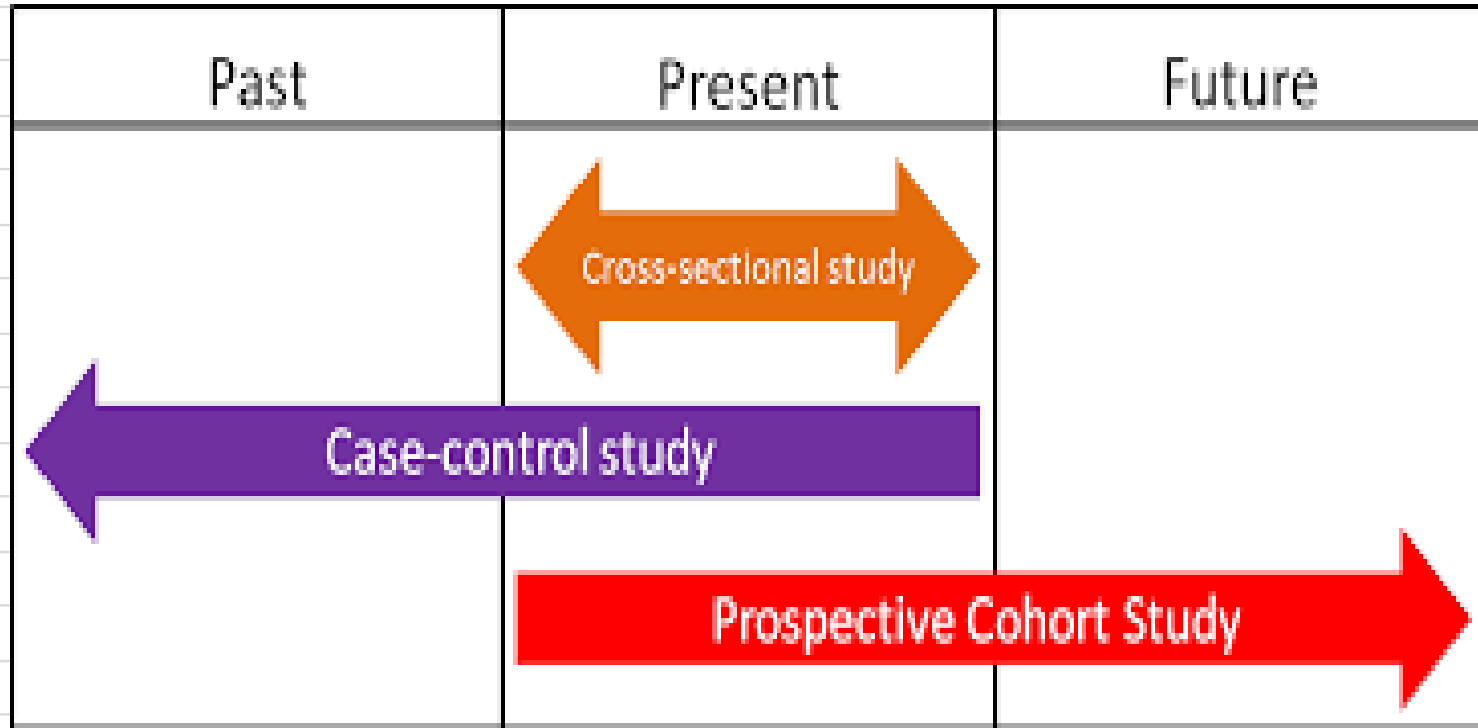 Past Present Future
Cross-sectional study
Case-control study
Prospective Cohort Study